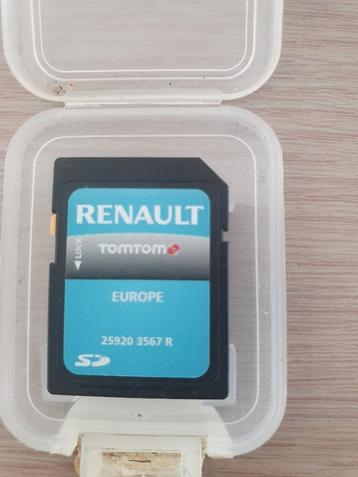 RENAULT
LOCK
TOMTOM
EUROPE
25920 3567 R
SD